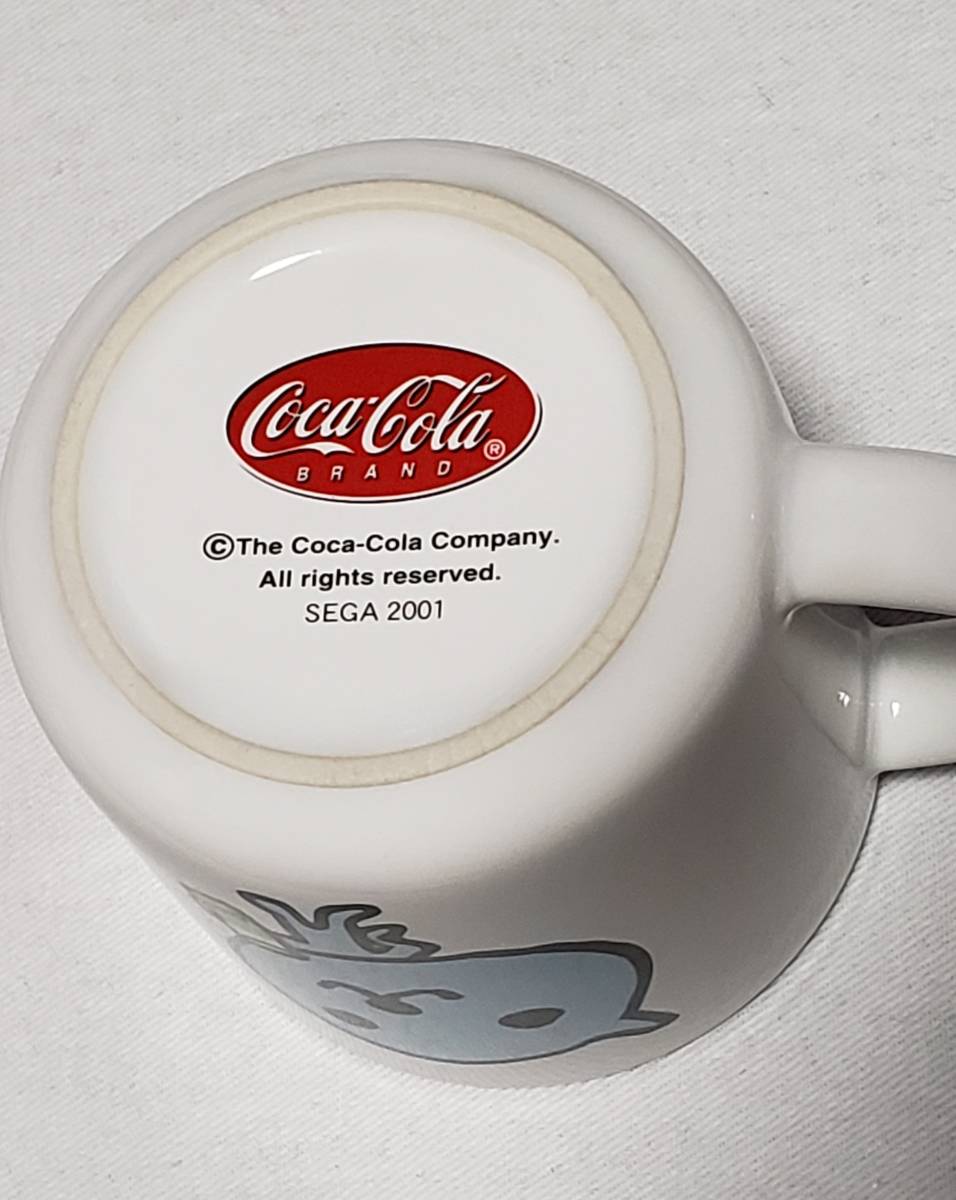 Coca-Cola®
BRAND
©The Coca-Cola Company.
All rights reserved.
SEGA 2001